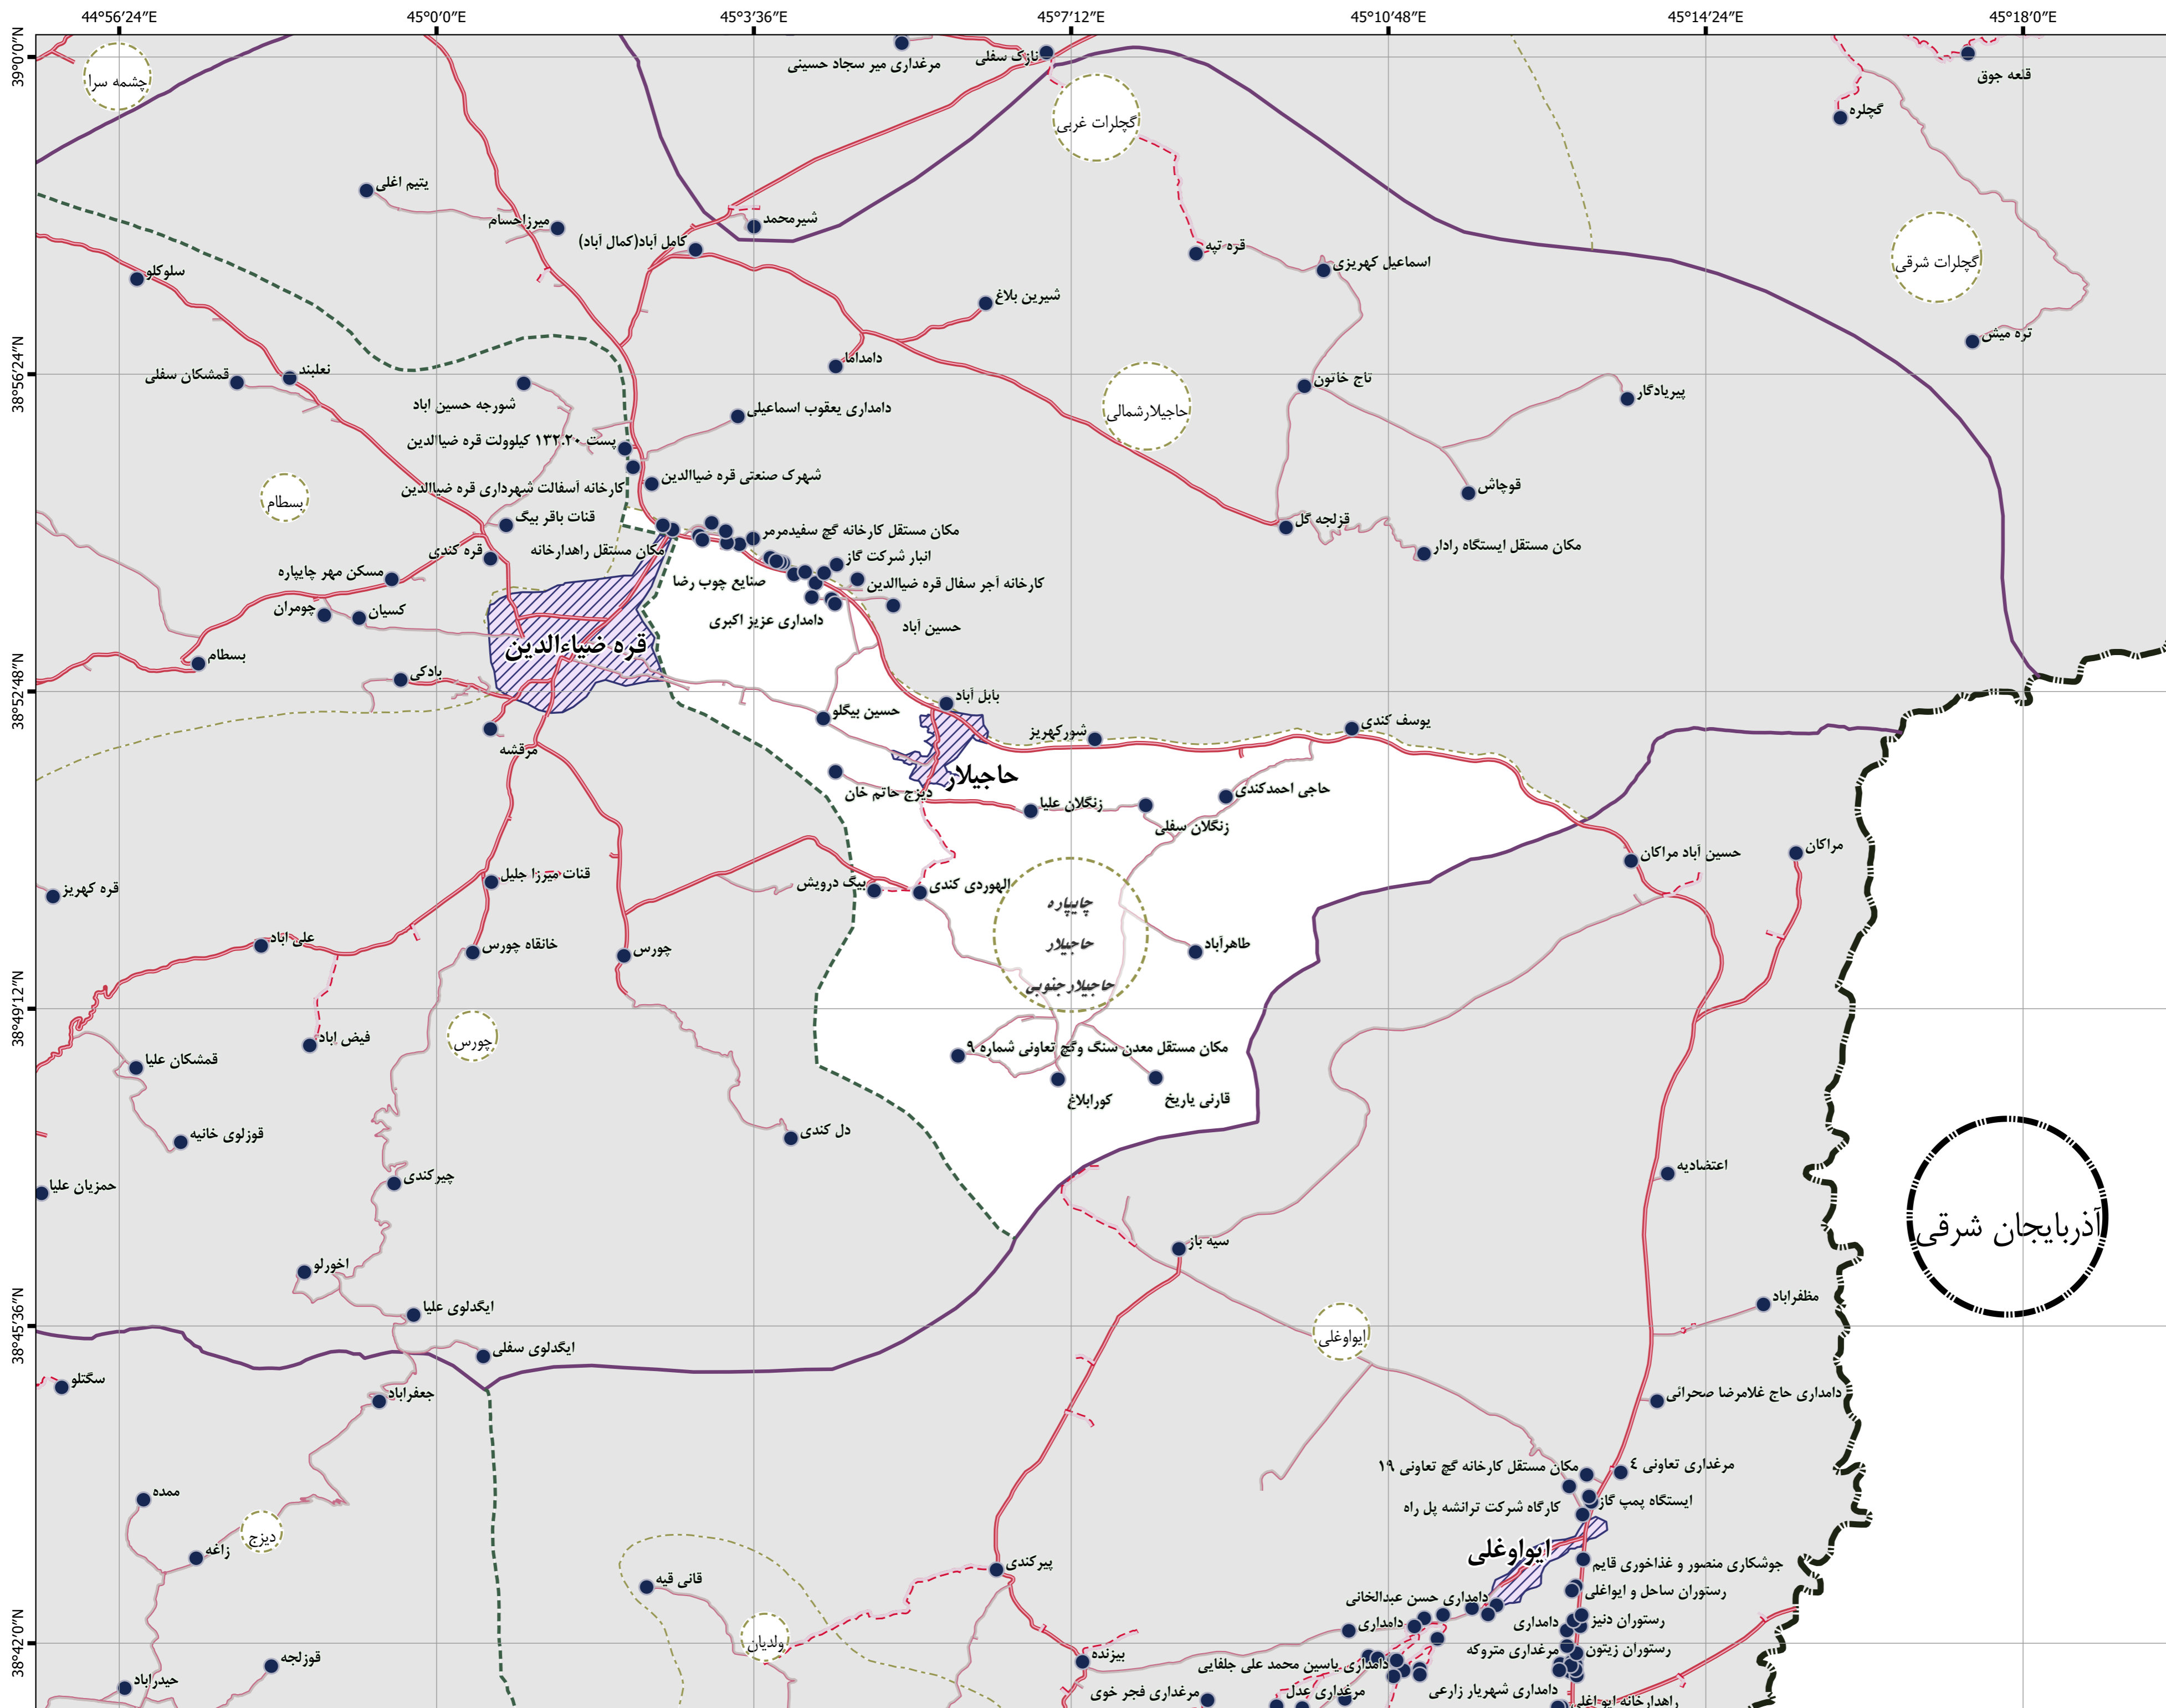 44°56'24"E 45°0'0"E 45°3'36"E 45°7'12"E 45°10'48"E 45°14'24"E 45°18'0"E
39°0'0"N
38°56'24"N
38°52'48"N
38°49'12"N
38°45'36"N
38°42'0"N
چشمه سرا
مرغداری میر سجاد حسینی
نازک سفلی
گچلرات غربی
قلعه جوق
گچلره
یتیم اغلی
میرزاحسام
شیرمحمد
کامل آباد(کمال آباد)
قره تپه
اسماعیل کهریزی
گچلرات شرقی
سلوکلو
شیرین بلاغ
تره میش
دامداما
نعلبند
قمشکان سفلی
شورجه حسین اباد
دامداری یعقوب اسماعیلی
حاجیلارشمالی
تاج خاتون
پیریادگار
پست ۱۳۲.۲۰ کیلوولت قره ضیاالدین
شهرک صنعتی قره ضیاالدین
کارخانه آسفالت شهرداری قره ضیاالدین
قوچاش
بسطام
قنات باقر بیگ
مکان مستقل کارخانه گچ سفیدمرمر
قزلجه گل
مکان مستقل ایستگاه رادار
قره کندی
مکان مستقل راهدارخانه
انبار شرکت گاز
مسکن مهر چایپاره
صنایع چوب رضا
کارخانه آجر سفال قره ضیاالدین
چومران
کسیان
دامداری عزیز اکبری
حسین آباد
قره ضیاءالدین
بسطام
بادکی
بابل آباد
حسین بیگلو
شورکهریز
یوسف کندی
مرقشه
حاجیلار
دیزج حاتم خان
زنگلان علیا
حاجی احمدکندی
زنگلان سفلی
حسین آباد مراکان
مراکان
قنات میرزا جلیل
قره کهریز
بیگ درویش
الهوردی کندی
چایپاره
حاجیلار
حاجیلارجنوبی
طاهرآباد
علی اباد
خانقاه چورس
چورس
فیض اباد
چورس
مکان مستقل معدن سنگ وگچ تعاونی شماره ۹
قمشکان علیا
کورابلاغ
قارنی یاریخ
قوزلوی خانیه
دل کندی
چیرکندی
حمزیان علیا
اعتضادیه
آذربایجان شرقی
سیه باز
اخورلو
ایگدلوی علیا
مظفراباد
ایواوغلی
ایگدلوی سفلی
سگتلو
جعفراباد
دامداری حاج غلامرضا صحرائی
مکان مستقل کارخانه گچ تعاونی ۱۹
مرغداری تعاونی ٤
ممده
کارگاه شرکت ترانشه پل راه
ایستگاه پمپ گاز
دیزج
زاغه
ایواوغلی
جوشکاری منصور و غذاخوری قایم
پیرکندی
قانی قیه
دامداری حسن عبدالخانی
رستوران ساحل و ایواغلی
ولدیان
دامداری
دامداری
رستوران دنیز
مرغداری متروکه
رستوران زیتون
بیزنده
دامداری یاسین محمد علی جلفایی
قوزلجه
حیدراباد
مرغداری فجر خوی
مرغداری عدل
دامداری شهریار زارعی
راهدارخانه ایواغلی